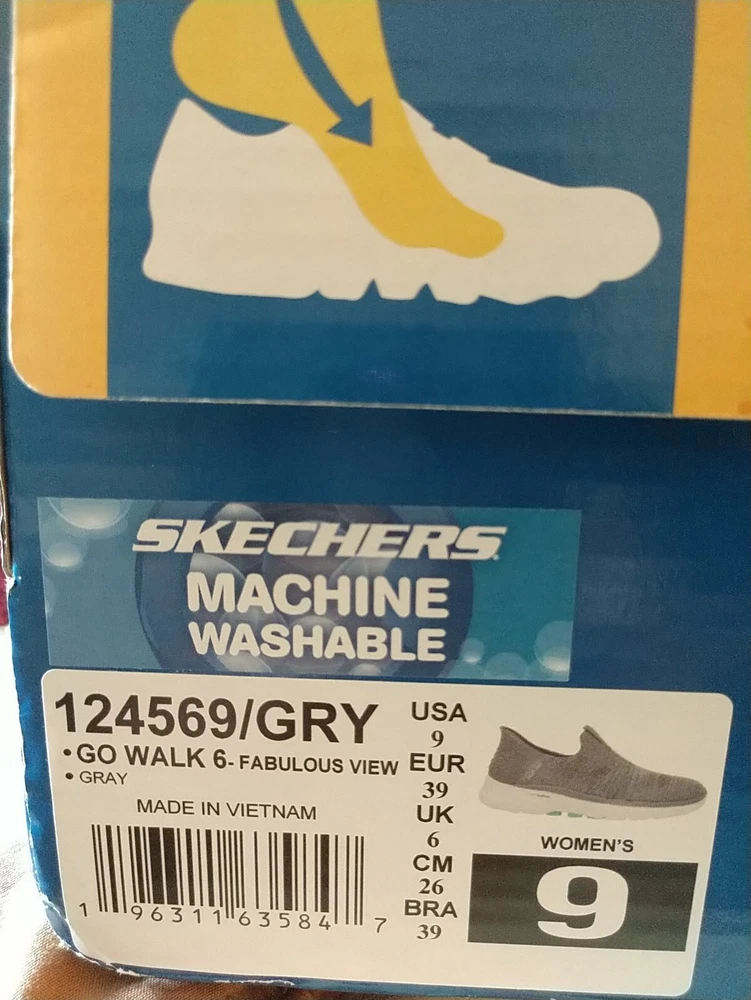 SKECHERS
MACHINE
WASHABLE
124569/GRY
• GO WALK 6- FABULOUS VIEW
• GRAY
MADE IN VIETNAM
1 96311 63584 7
USA
9
EUR
39
UK
6
CM
26
BRA
39
WOMEN'S
9